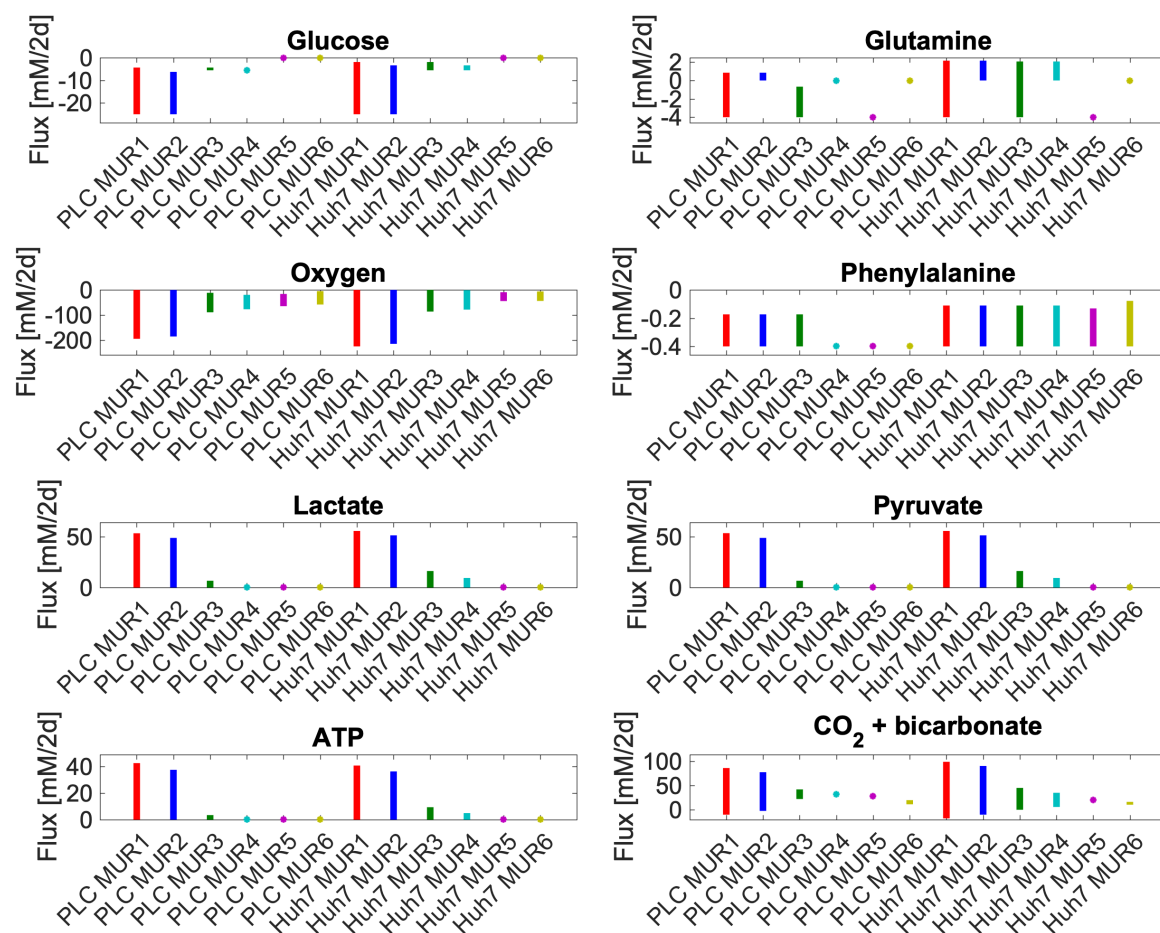 Glucose
Flux [mM/2d]
0
-10
-20
PLC MUR1
PLC MUR2
PLC MUR3
PLC MUR4
PLC MUR5
PLC MUR6
Huh7 MUR1
Huh7 MUR2
Huh7 MUR3
Huh7 MUR4
Huh7 MUR5
Huh7 MUR6
Glutamine
Flux [mM/2d]
2
0
-2
-4
PLC MUR1
PLC MUR2
PLC MUR3
PLC MUR4
PLC MUR5
PLC MUR6
Huh7 MUR1
Huh7 MUR2
Huh7 MUR3
Huh7 MUR4
Huh7 MUR5
Huh7 MUR6
Oxygen
Flux [mM/2d]
0
-100
-200
PLC MUR1
PLC MUR2
PLC MUR3
PLC MUR4
PLC MUR5
PLC MUR6
Huh7 MUR1
Huh7 MUR2
Huh7 MUR3
Huh7 MUR4
Huh7 MUR5
Huh7 MUR6
Phenylalanine
Flux [mM/2d]
0
-0.2
-0.4
PLC MUR1
PLC MUR2
PLC MUR3
PLC MUR4
PLC MUR5
PLC MUR6
Huh7 MUR1
Huh7 MUR2
Huh7 MUR3
Huh7 MUR4
Huh7 MUR5
Huh7 MUR6
Lactate
Flux [mM/2d]
50
0
PLC MUR1
PLC MUR2
PLC MUR3
PLC MUR4
PLC MUR5
PLC MUR6
Huh7 MUR1
Huh7 MUR2
Huh7 MUR3
Huh7 MUR4
Huh7 MUR5
Huh7 MUR6
Pyruvate
Flux [mM/2d]
50
0
PLC MUR1
PLC MUR2
PLC MUR3
PLC MUR4
PLC MUR5
PLC MUR6
Huh7 MUR1
Huh7 MUR2
Huh7 MUR3
Huh7 MUR4
Huh7 MUR5
Huh7 MUR6
ATP
Flux [mM/2d]
40
20
0
PLC MUR1
PLC MUR2
PLC MUR3
PLC MUR4
PLC MUR5
PLC MUR6
Huh7 MUR1
Huh7 MUR2
Huh7 MUR3
Huh7 MUR4
Huh7 MUR5
Huh7 MUR6
CO₂ + bicarbonate
Flux [mM/2d]
100
50
0
PLC MUR1
PLC MUR2
PLC MUR3
PLC MUR4
PLC MUR5
PLC MUR6
Huh7 MUR1
Huh7 MUR2
Huh7 MUR3
Huh7 MUR4
Huh7 MUR5
Huh7 MUR6